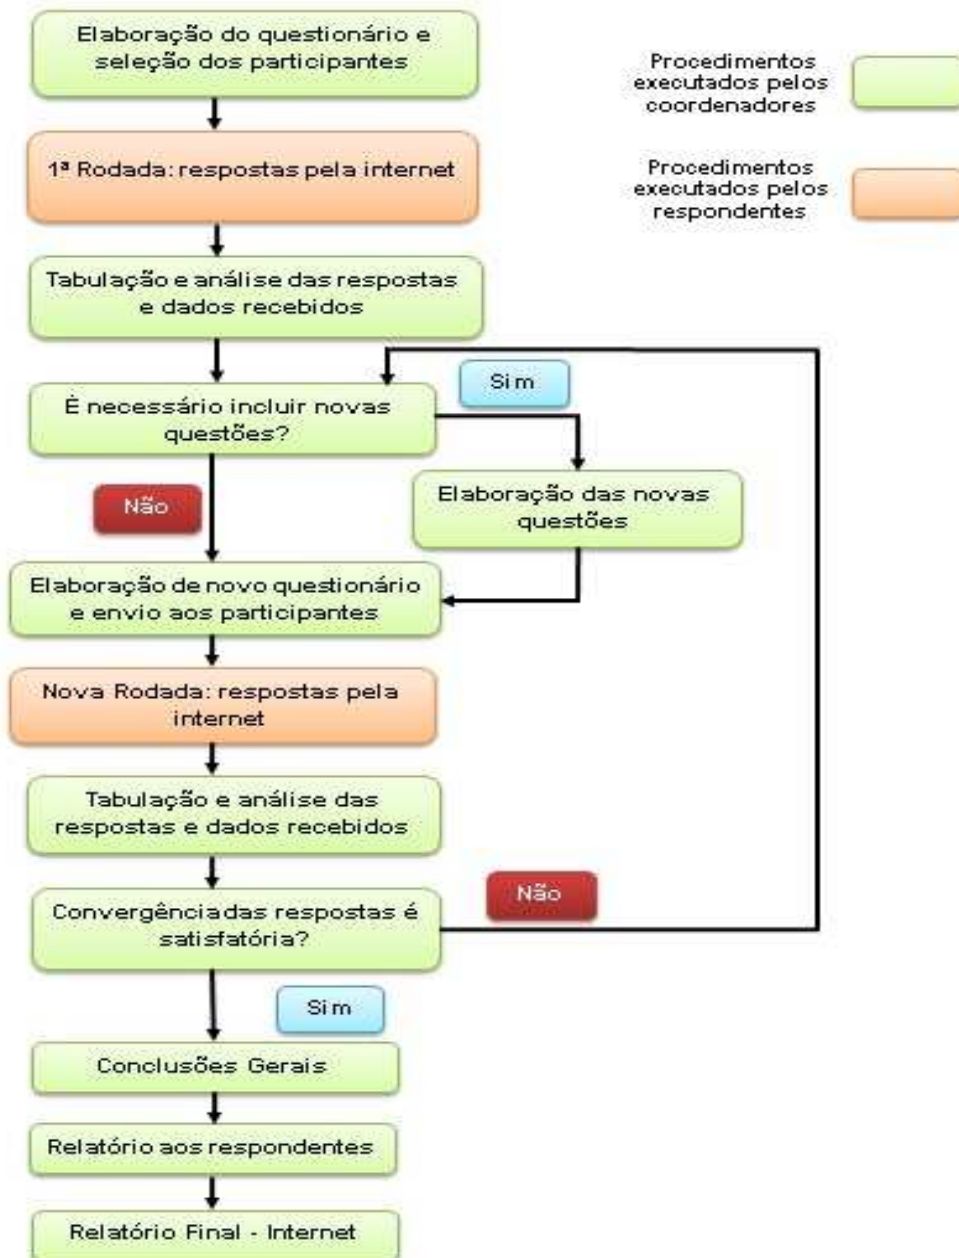 Elaboração do questionário e
seleção dos participantes
Procedimentos
executados pelos
coordenadores
1ª Rodada: respostas pela internet
Procedimentos
executados pelos
respondentes
Tabulação e análise das respostas
e dados recebidos
Sim
È necessário incluir novas
questões?
Não
Elaboração das novas
questões
Elaboração de novo questionário
e envio aos participantes
Nova Rodada: respostas pela
internet
Tabulação e análise das
respostas e dados recebidos
Não
Convergência das respostas é
satisfatória?
Sim
Conclusões Gerais
Relatório aos respondentes
Relatório Final - Internet